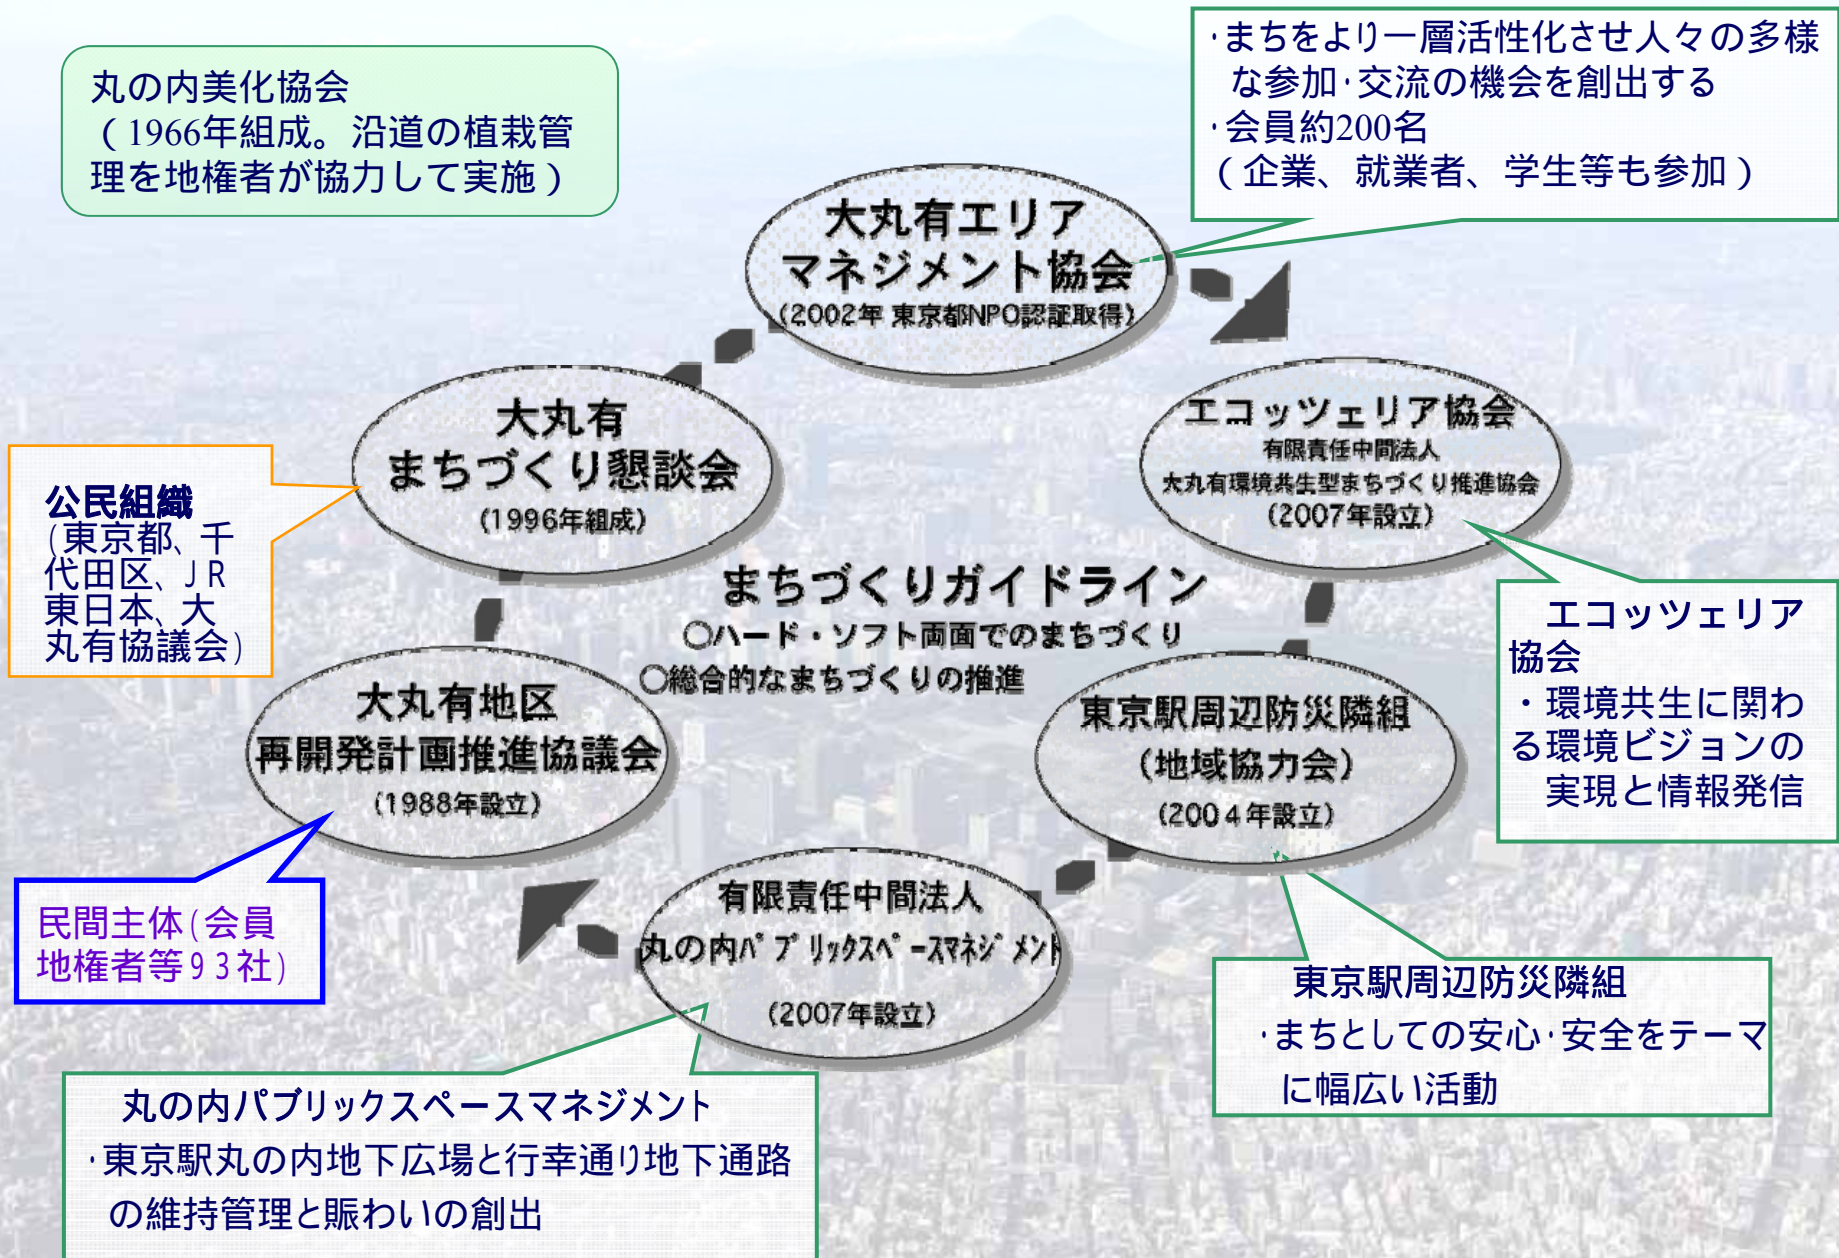 丸の内美化協会
（1966年組成。沿道の植栽管
理を地権者が協力して実施）
･まちをより一層活性化させ人々の多様
な参加･交流の機会を創出する
･会員約200名
（企業、就業者、学生等も参加）
大丸有エリア
マネジメント協会
(2002年 東京都NPO認証取得)
大丸有
まちづくり懇談会
(1996年組成)
エコッツェリア協会
有限責任中間法人
大丸有環境共生型まちづくり推進協会
(2007年設立)
公民組織
(東京都、千
代田区、JR
東日本、大
丸有協議会)
まちづくりガイドライン
○ハード・ソフト両面でのまちづくり
○総合的なまちづくりの推進
エコッツェリア
協会
・環境共生に関わ
る環境ビジョンの
実現と情報発信
大丸有地区
再開発計画推進協議会
(1988年設立)
東京駅周辺防災隣組
(地域協力会)
(2004年設立)
民間主体(会員
地権者等93社)
有限責任中間法人
丸の内ﾊﾟﾌﾞﾘｯｸｽﾍﾟｰｽﾏﾈｼﾞﾒﾝﾄ
(2007年設立)
東京駅周辺防災隣組
･まちとしての安心･安全をテーマ
に幅広い活動
丸の内パブリックスペースマネジメント
･東京駅丸の内地下広場と行幸通り地下通路
の維持管理と賑わいの創出